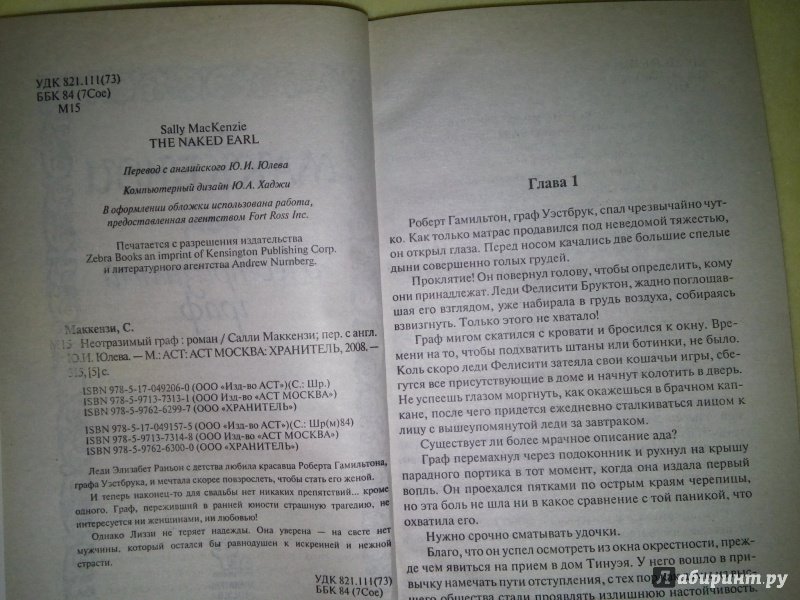 УДК 821.111(73)
ББК 84 (7Сое)
М15
Sally MacKenzie
THE NAKED EARL
Перевод с английского Ю.И. Юлева
Компьютерный дизайн Ю.А. Хаджи
В оформлении обложки использована работа,
предоставленная агентством Fort Ross Inc.
Печатается с разрешения издательства
Zebra Books an imprint of Kensington Publishing Corp.
и литературного агентства Andrew Nurnberg.
Маккензи, С.
М15 Неотразимый граф : роман / Салли Маккензи; пер. с англ.
Ю.И. Юлева. — М.: АСТ: АСТ МОСКВА: ХРАНИТЕЛЬ, 2008. —
315, [5] с.
ISBN 978-5-17-049206-0 (ООО «Изд-во АСТ»)(С.: Шр.)
ISBN 978-5-9713-7313-1 (ООО Изд-во «АСТ МОСКВА»)
ISBN 978-5-9762-6299-7 (ООО «ХРАНИТЕЛЬ»)
ISBN 978-5-17-049157-5 (ООО «Изд-во АСТ»)(С.: Шр(м)84)
ISBN 978-5-9713-7314-8 (ООО Изд-во «АСТ МОСКВА»)
ISBN 978-5-9762-6300-0 (ООО «ХРАНИТЕЛЬ»)
Леди Элизабет Раньон с детства любила красавца Роберта Гамильтона,
графа Уэстбрука, и мечтала скорее повзрослеть, чтобы стать его женой.
И теперь наконец-то для свадьбы нет никаких препятствий... кроме
одного. Граф, переживший в ранней юности страшную трагедию, не
интересуется ни женщинами, ни любовью!
Однако Лиззи не теряет надежды. Она уверена — на свете нет
мужчины, который остался бы равнодушен к искренней и нежной
страсти.
УДК 821.111(73)
ББК 84 (7Сое)
Глава 1
Роберт Гамильтон, граф Уэстбрук, спал чрезвычайно чут-
ко. Как только матрас продавился под неведомой тяжестью,
он открыл глаза. Перед носом качались две большие спелые
дыни совершенно голых грудей.
Проклятие! Он повернул голову, чтобы определить, кому
они принадлежат. Леди Фелисити Бруктон, жадно поглощав-
шая его взглядом, уже набирала в грудь воздуха, собираясь
взвизгнуть. Только этого не хватало!
Граф мигом скатился с кровати и бросился к окну. Вре-
мени на то, чтобы подхватить штаны или ботинки, не было.
Коль скоро леди Фелисити затеяла свои кошачьи игры, сбе-
гутся все присутствующие в доме и начнут колотить в дверь.
Не успеешь глазом моргнуть, как окажешься в брачном кап-
кане, после чего придется ежедневно сталкиваться лицом к
лицу с вышеупомянутой леди за завтраком.
Существует ли более мрачное описание ада?
Граф перемахнул через подоконник и рухнул на крышу
парадного портика в тот момент, когда она издала первый
вопль. Он проехался пятками по острым краям черепицы,
но эта боль не шла ни в какое сравнение с той паникой, что
охватила его.
Нужно срочно сматывать удочки.
Благо, что он успел осмотреть из окна окрестности, преж-
де чем явиться на прием в дом Тинуэя. У него вошло в при-
вычку намечать пути отступления, с тех пор как
общества стали проявлять излишнюю настойчивость.
Лабиринт.ру